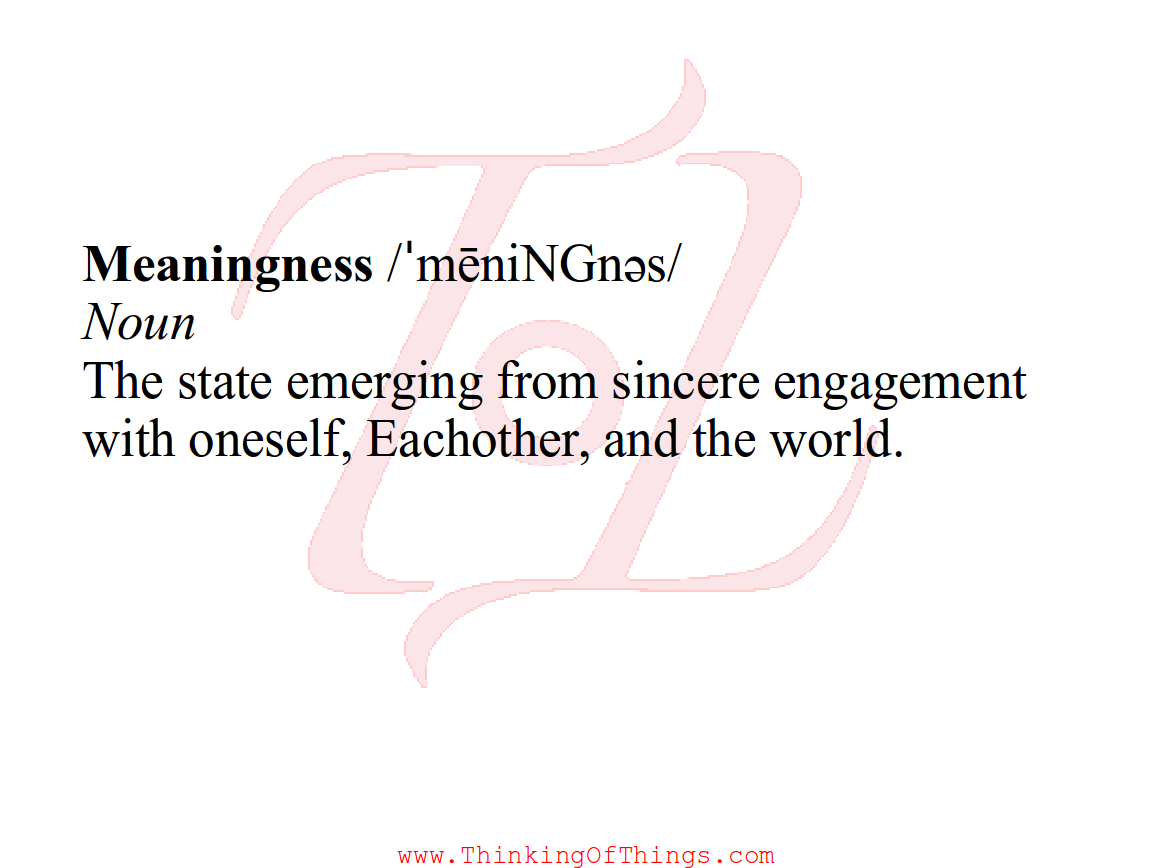 Meaningness /ˈmēniNGnəs/
Noun
The state emerging from sincere engagement
with oneself, Eachother, and the world.
www.ThinkingOfThings.com